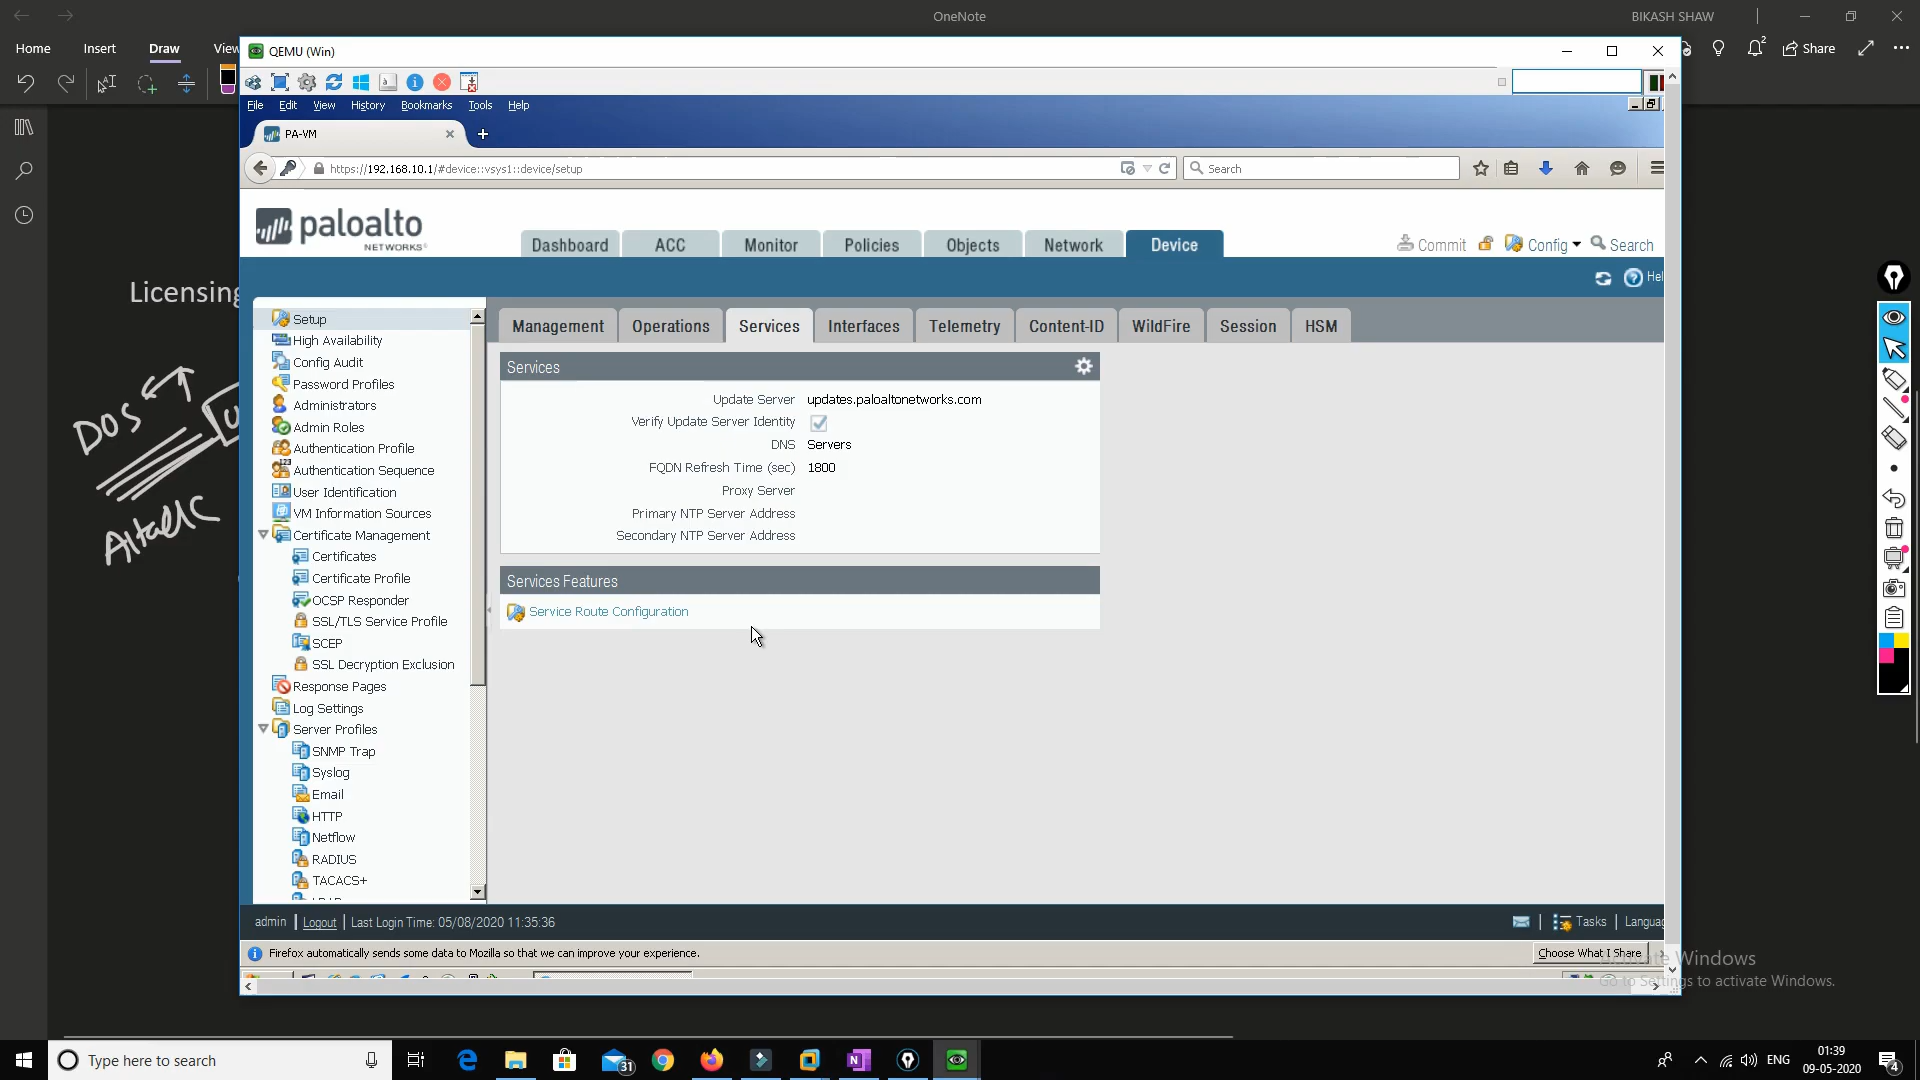 OneNote
BIKASH SHAW
Home Insert Draw View
2 Share
QEMU (Win)
File Edit View History Bookmarks Tools Help
PA-VM
https://192.168.10.1/#device::vsys1::device/setup
Search
paloalto
NETWORKS
Dashboard ACC Monitor Policies Objects Network Device
Commit Config Search
Licensing
DOS
Attack
Setup
High Availability
Config Audit
Password Profiles
Administrators
Admin Roles
Authentication Profile
Authentication Sequence
User Identification
VM Information Sources
Certificate Management
Certificates
Certificate Profile
OCSP Responder
SSL/TLS Service Profile
SCEP
SSL Decryption Exclusion
Response Pages
Log Settings
Server Profiles
SNMP Trap
Syslog
Email
HTTP
Netflow
RADIUS
TACACS+
Management Operations Services Interfaces Telemetry Content-ID WildFire Session HSM
Services
Update Server updates.paloaltonetworks.com
Verify Update Server Identity
DNS Servers
FQDN Refresh Time (sec) 1800
Proxy Server
Primary NTP Server Address
Secondary NTP Server Address
Services Features
Service Route Configuration
admin Logout Last Login Time: 05/08/2020 11:35:36
Tasks
Firefox automatically sends some data to Mozilla so that we can improve your experience.
Choose What I Share
Windows
to activate Windows.
Type here to search
31
ENG
01:39
09-05-2020
4